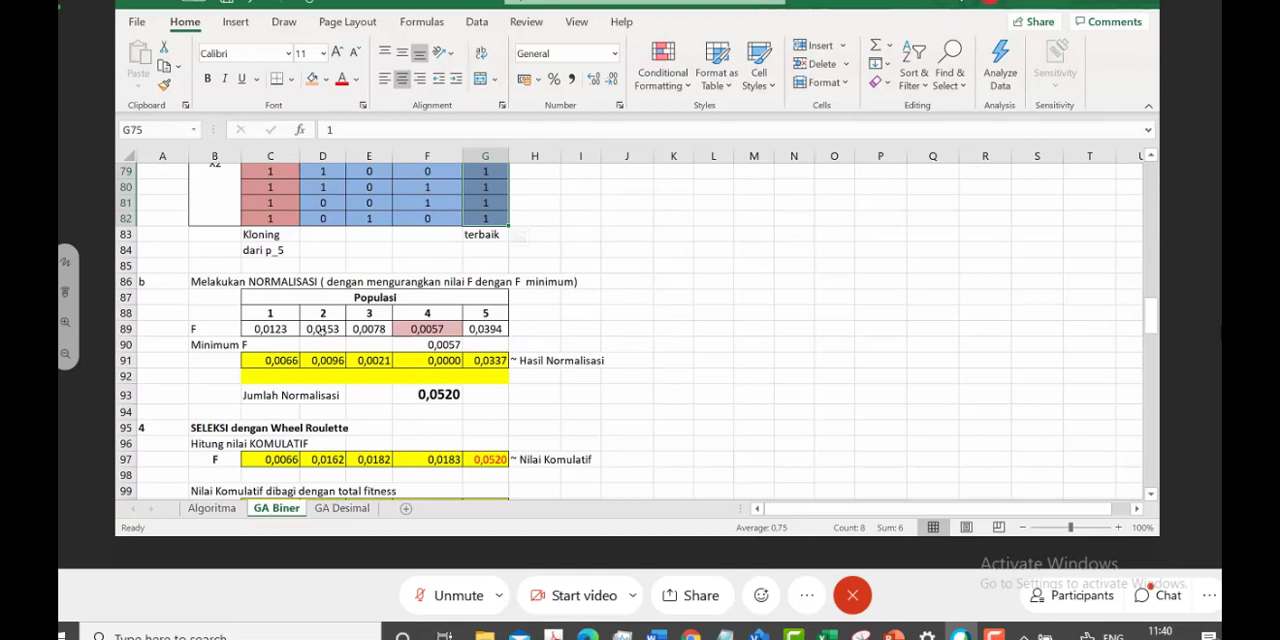 File Home Insert Draw Page Layout Formulas Data Review View Help Share Comments
Calibri 11 A A General Insert Σ
Paste B I U A % Conditional Formatting Format as Table Cell Styles Delete Format Sort & Filter Find & Select Analyze Data Sensitivity
Clipboard Font Alignment Number Styles Cells Editing Analysis Sensitivity
G75 fx 1
A B C D E F G H I J K L M N O P Q R S T U
79 X2 1 1 0 0 1
80 1 1 0 1 1
81 1 0 0 1 1
82 1 0 1 0 1
83 Kloning terbaik
84 dari p_5
85
86 b Melakukan NORMALISASI ( dengan mengurangkan nilai F dengan F minimum)
87 Populasi
88 1 2 3 4 5
89 F 0,0123 0,0153 0,0078 0,0057 0,0394
90 Minimum F 0,0057
91 0,0066 0,0096 0,0021 0,0000 0,0337 ~ Hasil Normalisasi
92
93 Jumlah Normalisasi 0,0520
94
95 4 SELEKSI dengan Wheel Roulette
96 Hitung nilai KOMULATIF
97 F 0,0066 0,0162 0,0182 0,0183 0,0520 ~ Nilai Komulatif
98
99 Nilai Komulatif dibagi dengan total fitness
Algoritma GA Biner GA Desimal
Ready Average: 0,75 Count: 8 Sum: 6 100%
Activate Windows
Go to Settings to activate Windows.
Unmute Start video Share Participants Chat
Type here to search ENG 11:40